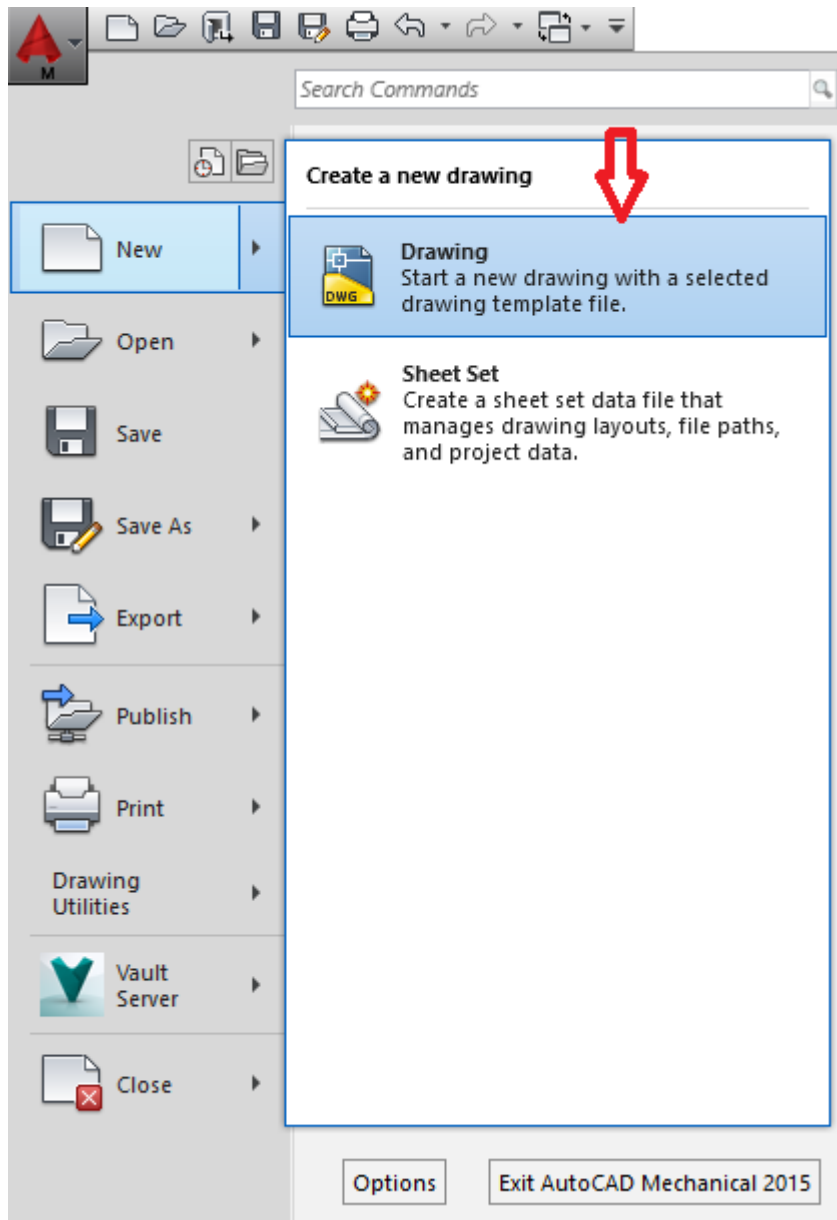 M
Search Commands
Create a new drawing
New
Drawing
Start a new drawing with a selected
drawing template file.
DWG
Open
Sheet Set
Create a sheet set data file that
manages drawing layouts, file paths,
and project data.
Save
Save As
Export
Publish
Print
Drawing
Utilities
Vault
Server
Close
Options
Exit AutoCAD Mechanical 2015